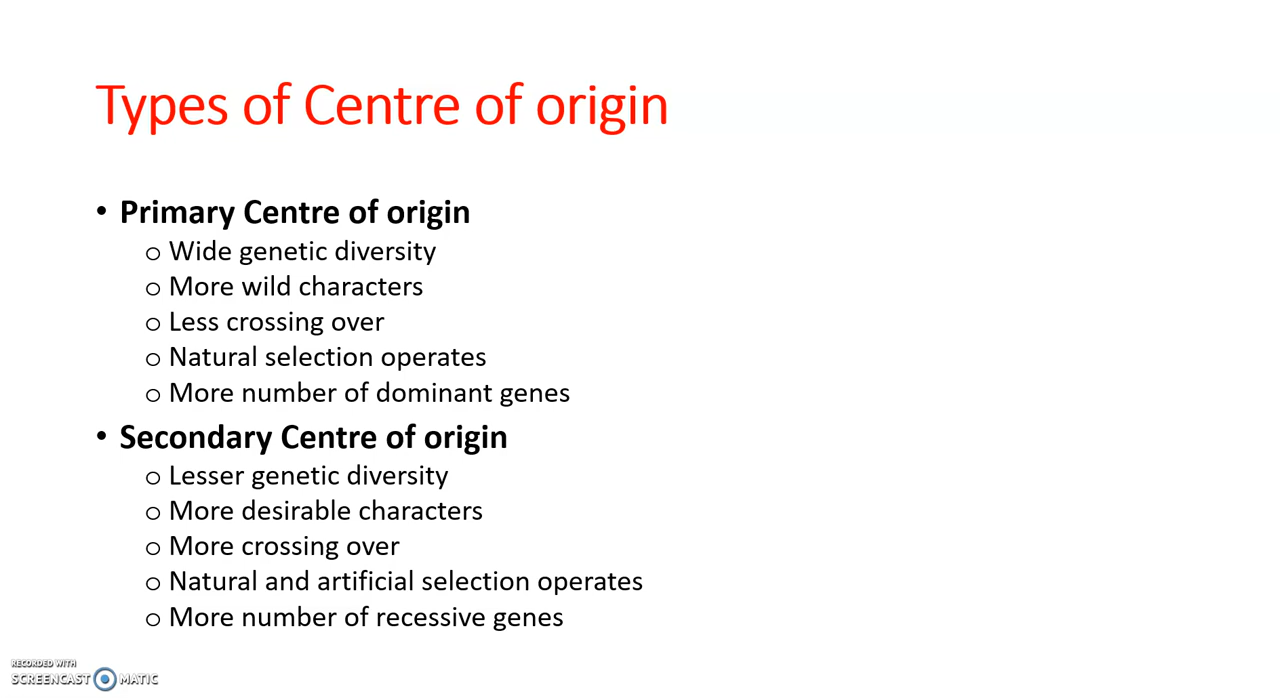 Types of Centre of origin
• Primary Centre of origin
o Wide genetic diversity
o More wild characters
o Less crossing over
o Natural selection operates
o More number of dominant genes
• Secondary Centre of origin
o Lesser genetic diversity
o More desirable characters
o More crossing over
o Natural and artificial selection operates
o More number of recessive genes
RECORDED WITH
SCREENCAST MATIC